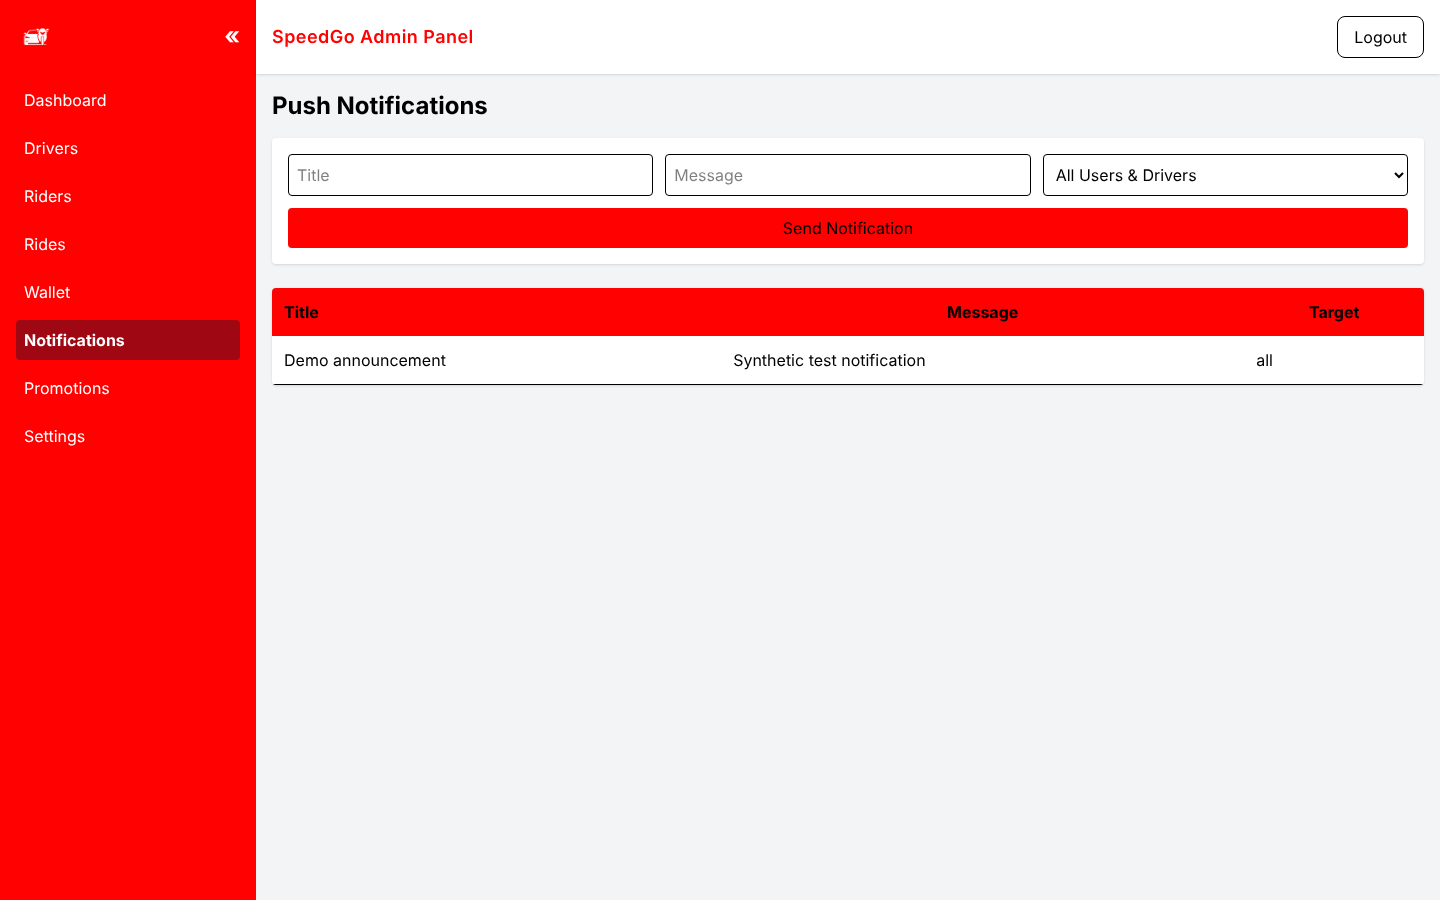 SpeedGo Admin Panel
Logout
Dashboard
Drivers
Riders
Rides
Wallet
Notifications
Promotions
Settings
Push Notifications
Title
Message
All Users & Drivers
Send Notification
Title Message Target
Demo announcement Synthetic test notification all